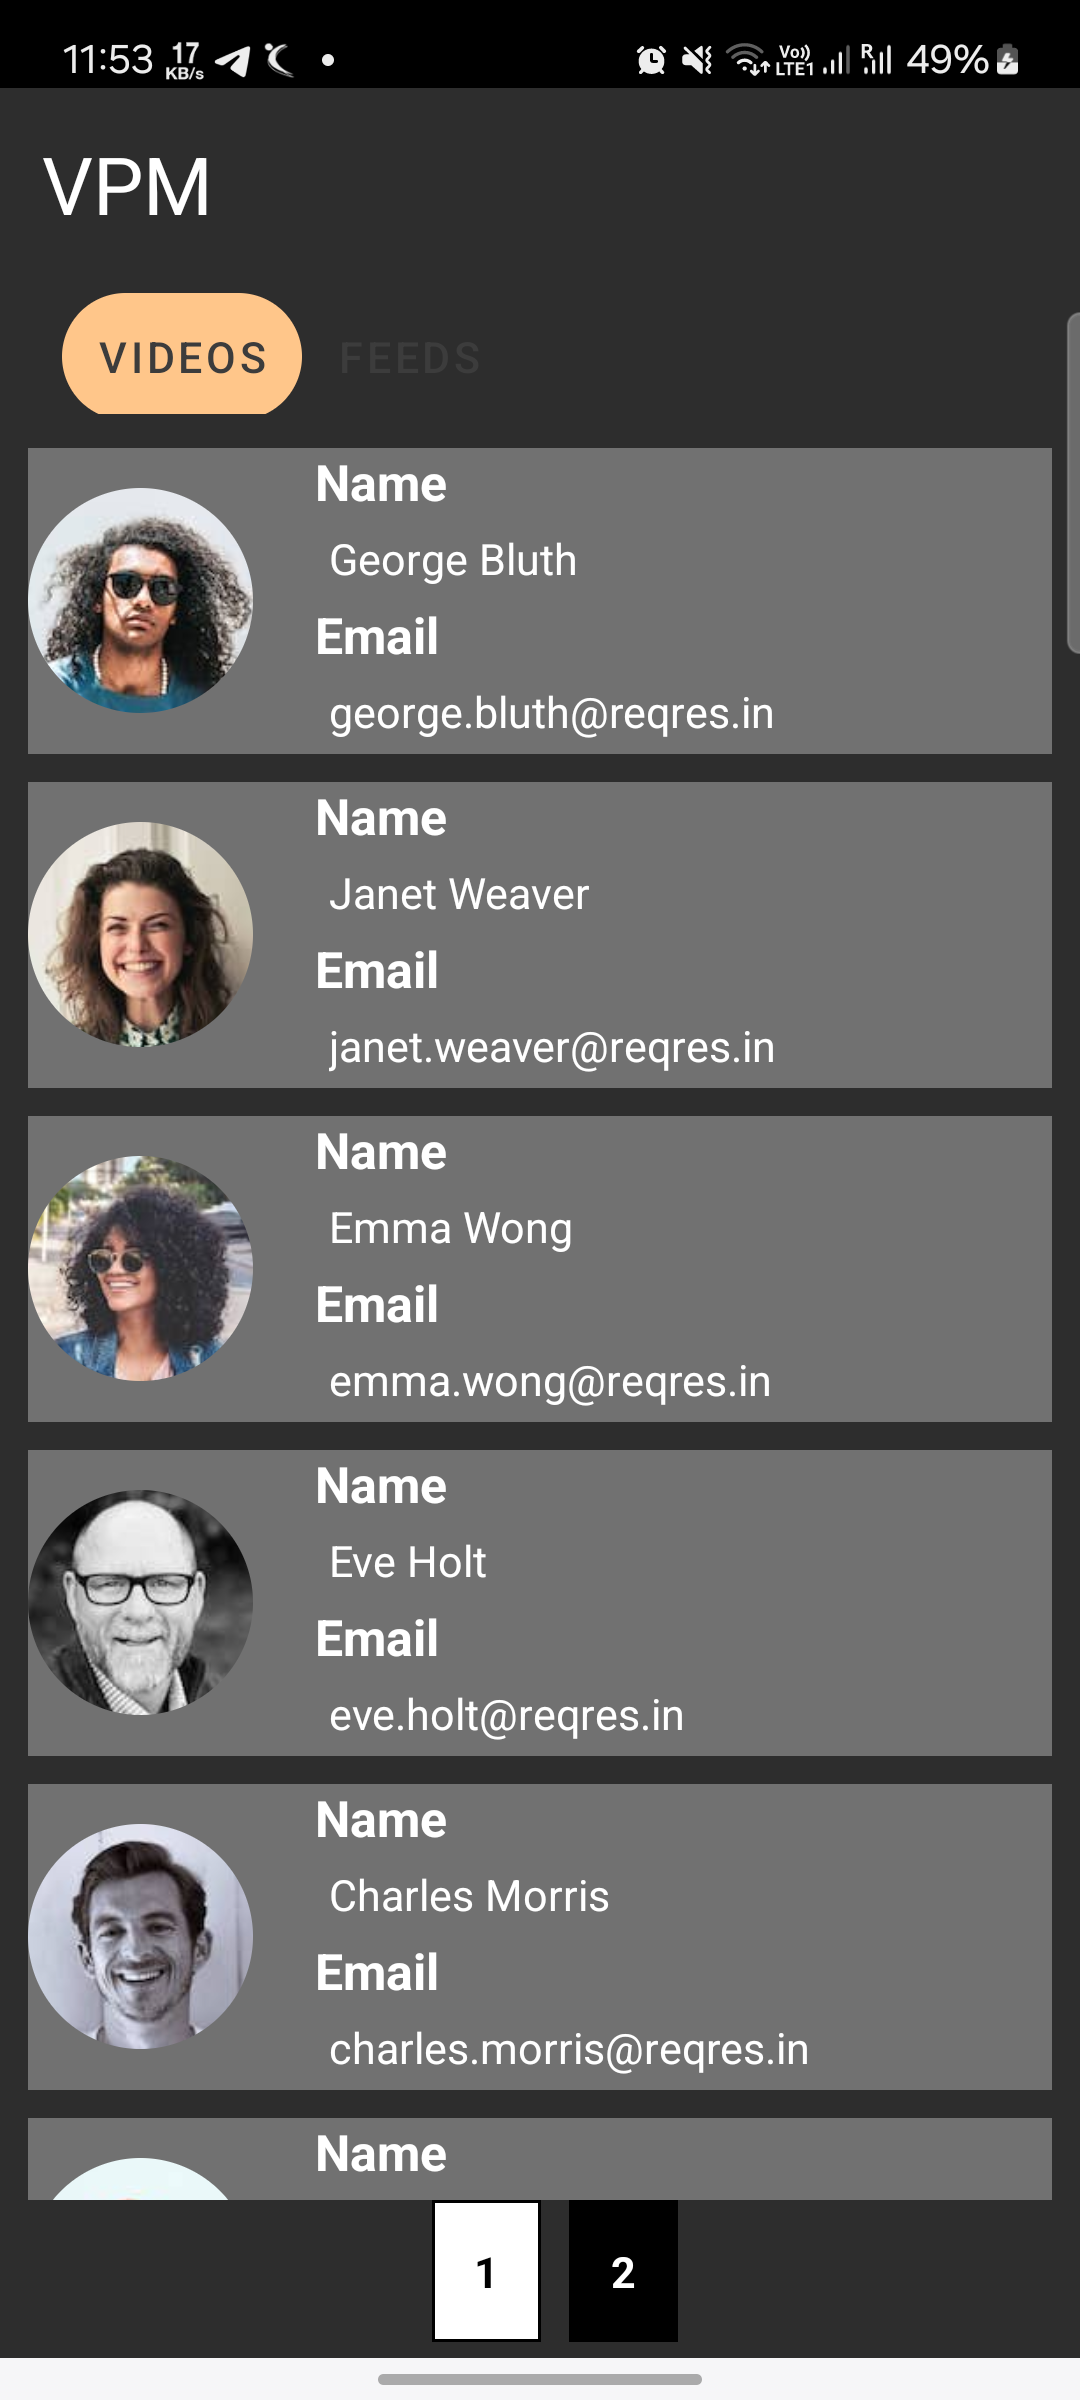 11:53 17 KB/s Vo)) LTE1 R 49%
VPM
VIDEOS FEEDS
Name
George Bluth
Email
george.bluth@reqres.in
Name
Janet Weaver
Email
janet.weaver@reqres.in
Name
Emma Wong
Email
emma.wong@reqres.in
Name
Eve Holt
Email
eve.holt@reqres.in
Name
Charles Morris
Email
charles.morris@reqres.in
Name
1 2